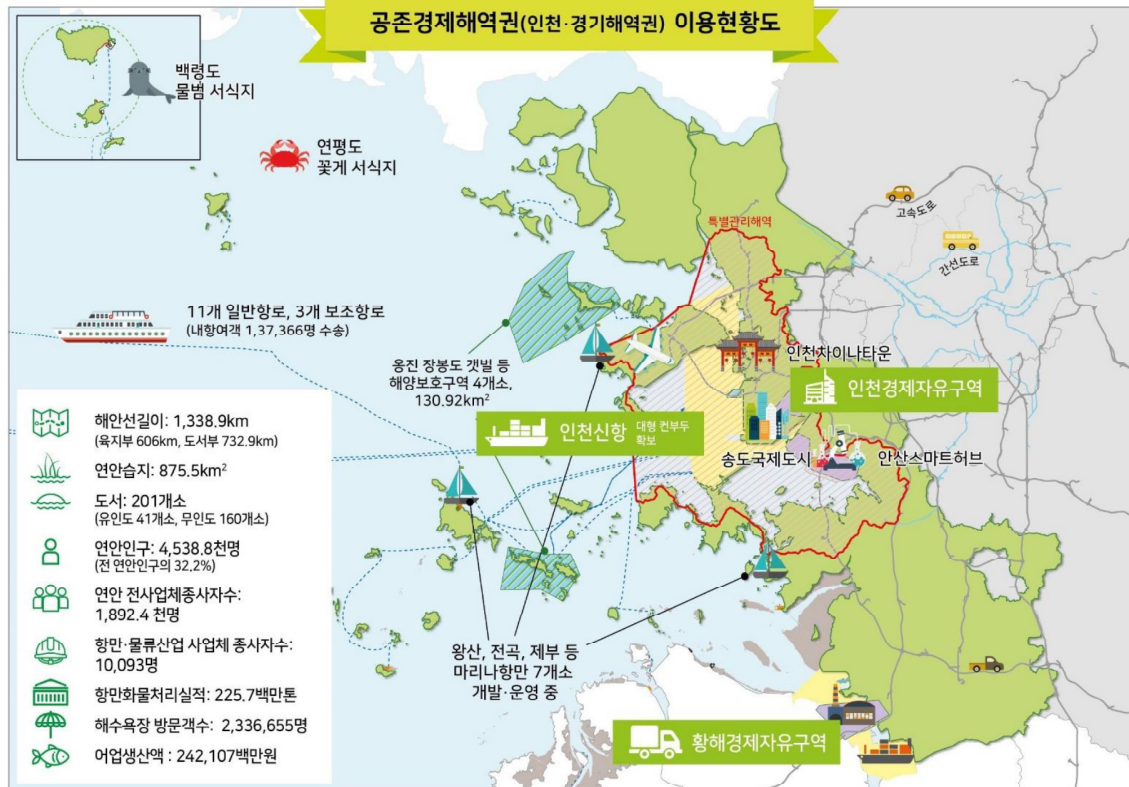 공존경제해역권(인천·경기해역권) 이용현황도
백령도
물범 서식지
연평도
꽃게 서식지
특별관리해역
고속도로
간선도로
11개 일반항로, 3개 보조항로
(내항여객 1,37,366명 수송)
옹진 장봉도 갯벌 등
해양보호구역 4개소,
130.92km²
인천차이나타운
인천경제자유구역
인천신항
대형 컨부두
확보
송도국제도시
안산스마트허브
해안선길이: 1,338.9km
(육지부 606km, 도서부 732.9km)
연안습지: 875.5km²
도서: 201개소
(유인도 41개소, 무인도 160개소)
연안인구: 4,538.8천명
(전 연안인구의 32.2%)
연안 전사업체종사자수:
1,892.4 천명
항만·물류산업 사업체 종사자수:
10,093명
항만화물처리실적: 225.7백만톤
해수욕장 방문객수: 2,336,655명
어업생산액 : 242,107백만원
왕산, 전곡, 제부 등
마리나항만 7개소
개발·운영 중
황해경제자유구역